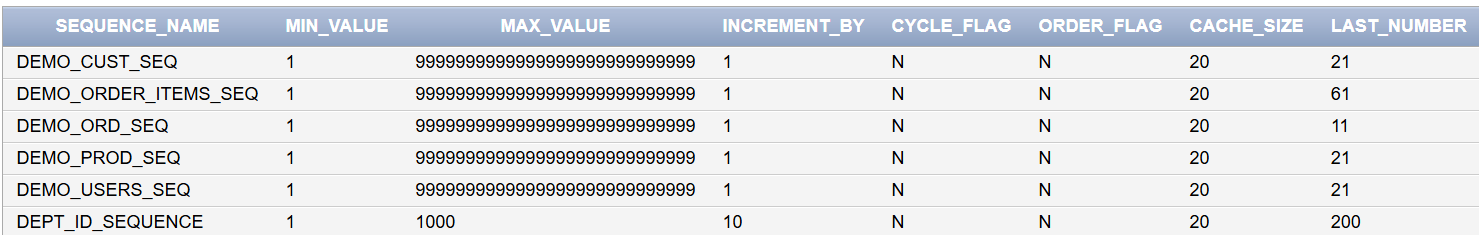 SEQUENCE_NAME MIN_VALUE MAX_VALUE INCREMENT_BY CYCLE_FLAG ORDER_FLAG CACHE_SIZE LAST_NUMBER
DEMO_CUST_SEQ 1 9999999999999999999999999999 1 N N 20 21
DEMO_ORDER_ITEMS_SEQ 1 9999999999999999999999999999 1 N N 20 61
DEMO_ORD_SEQ 1 9999999999999999999999999999 1 N N 20 11
DEMO_PROD_SEQ 1 9999999999999999999999999999 1 N N 20 21
DEMO_USERS_SEQ 1 9999999999999999999999999999 1 N N 20 21
DEPT_ID_SEQUENCE 1 1000 10 N N 20 200